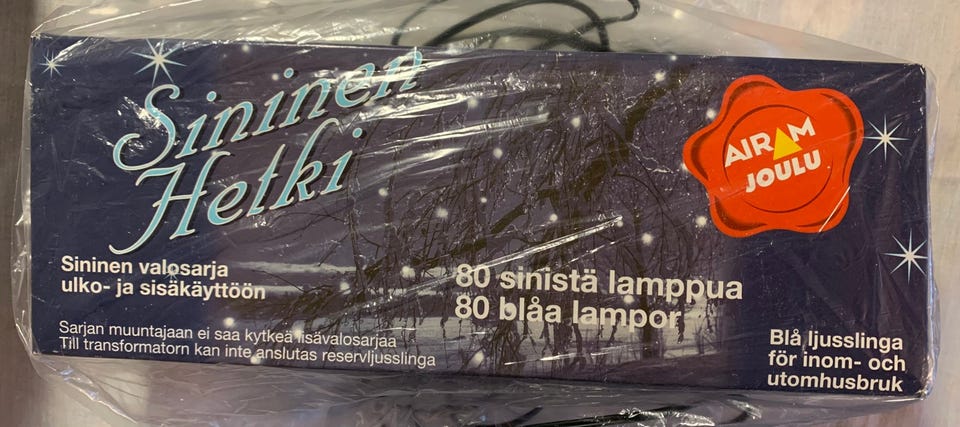 Sininen
Hetki
AIRAM
JOULU
Sininen valosarja
ulko- ja sisäkäyttöön
80 sinistä lamppua
80 blåa lampor
Sarjan muuntajaan ei saa kytkeä lisävalosarjaa
Till transformatorn kan inte anslutas reservljusslinga
Blå ljusslinga
för inom- och
utomhusbruk